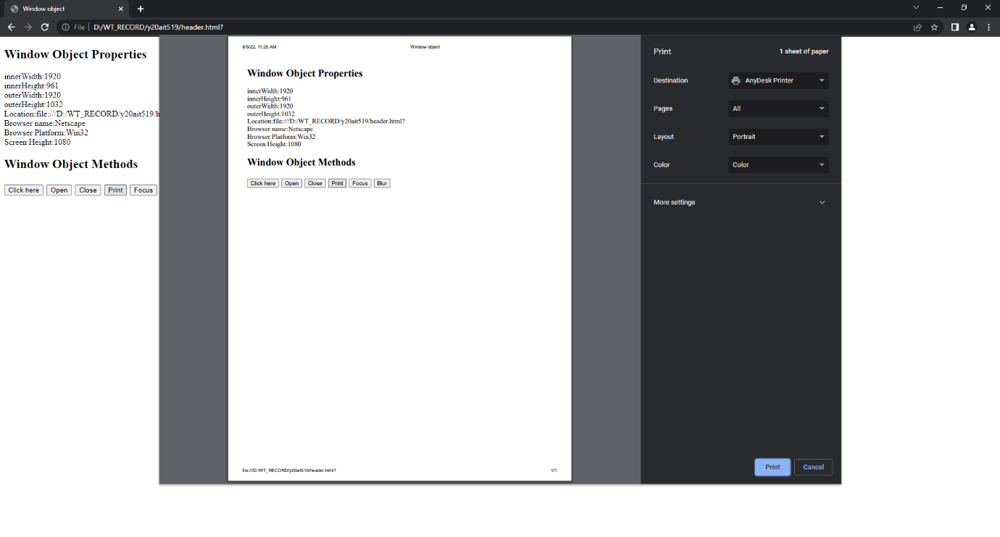 Window object
File
D:/WT_RECORD/y20ait519/header.html?
Window Object Properties
innerWidth:1920
innerHeight:961
outerWidth:1920
outerHeight:1032
Location:file:///D:/WT_RECORD/y20ait519/h
Browser name:Netscape
Browser Platform:Win32
Screen Height:1080
Window Object Methods
Click here Open Close Print Focus
8/5/22, 11:25 AM Window object
Window Object Properties
innerWidth:1920
innerHeight:961
outerWidth:1920
outerHeight:1032
Location:file:///D:/WT_RECORD/y20ait519/header.html?
Browser name:Netscape
Browser Platform:Win32
Screen Height:1080
Window Object Methods
Click here Open Close Print Focus Blur
file:///D:/WT_RECORD/y20ait519/header.html? 1/1
Print 1 sheet of paper
Destination AnyDesk Printer
Pages All
Layout Portrait
Color Color
More settings
Print Cancel